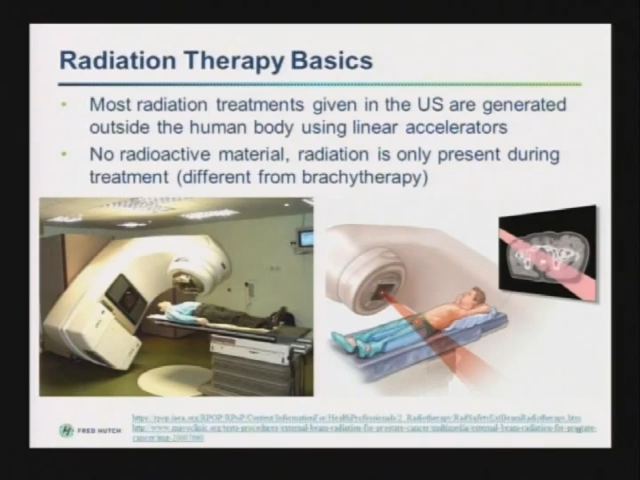 Radiation Therapy Basics
• Most radiation treatments given in the US are generated
outside the human body using linear accelerators
• No radioactive material, radiation is only present during
treatment (different from brachytherapy)
FRED HUTCH